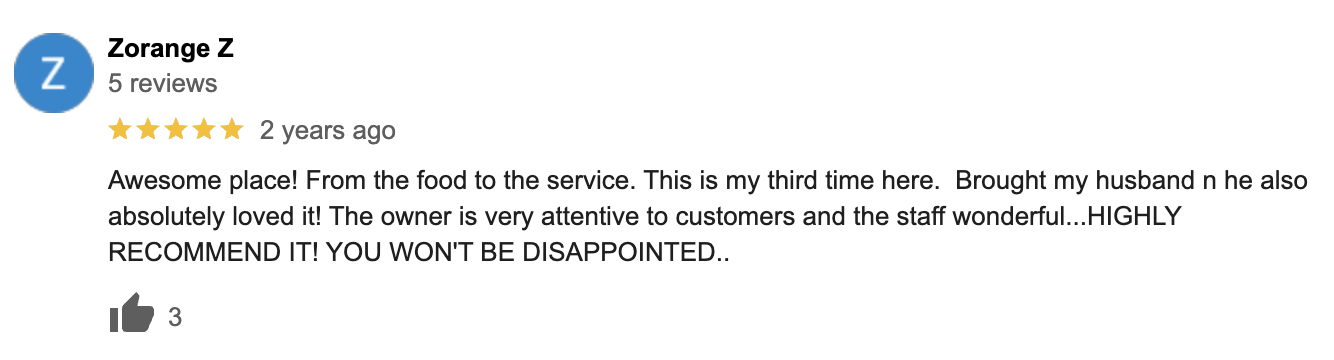 Z
Zorange Z
5 reviews
2 years ago
Awesome place! From the food to the service. This is my third time here.  Brought my husband n he also
absolutely loved it! The owner is very attentive to customers and the staff wonderful...HIGHLY
RECOMMEND IT! YOU WON'T BE DISAPPOINTED..
3